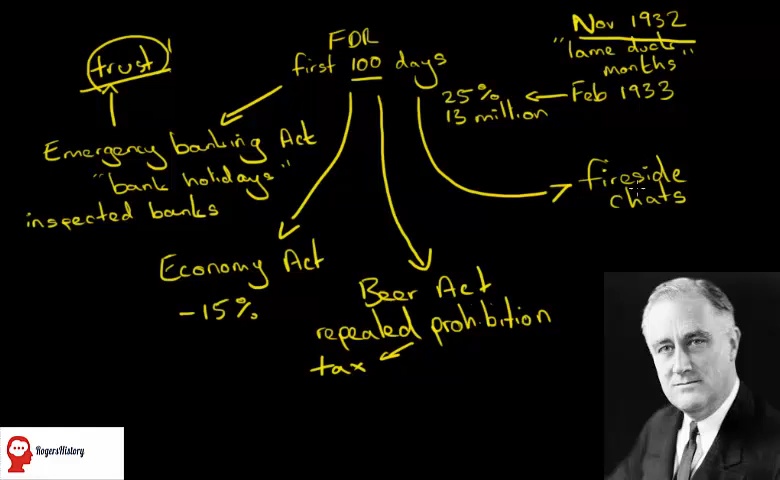 Nov 1932
"lame ducks"
months
Feb 1933
25%
13 million
FDR
first 100 days
trust
Emergency banking Act
"bank holidays"
inspected banks
Economy Act
-15%
Beer Act
repealed prohibition
tax
fireside
chats
RogersHistory